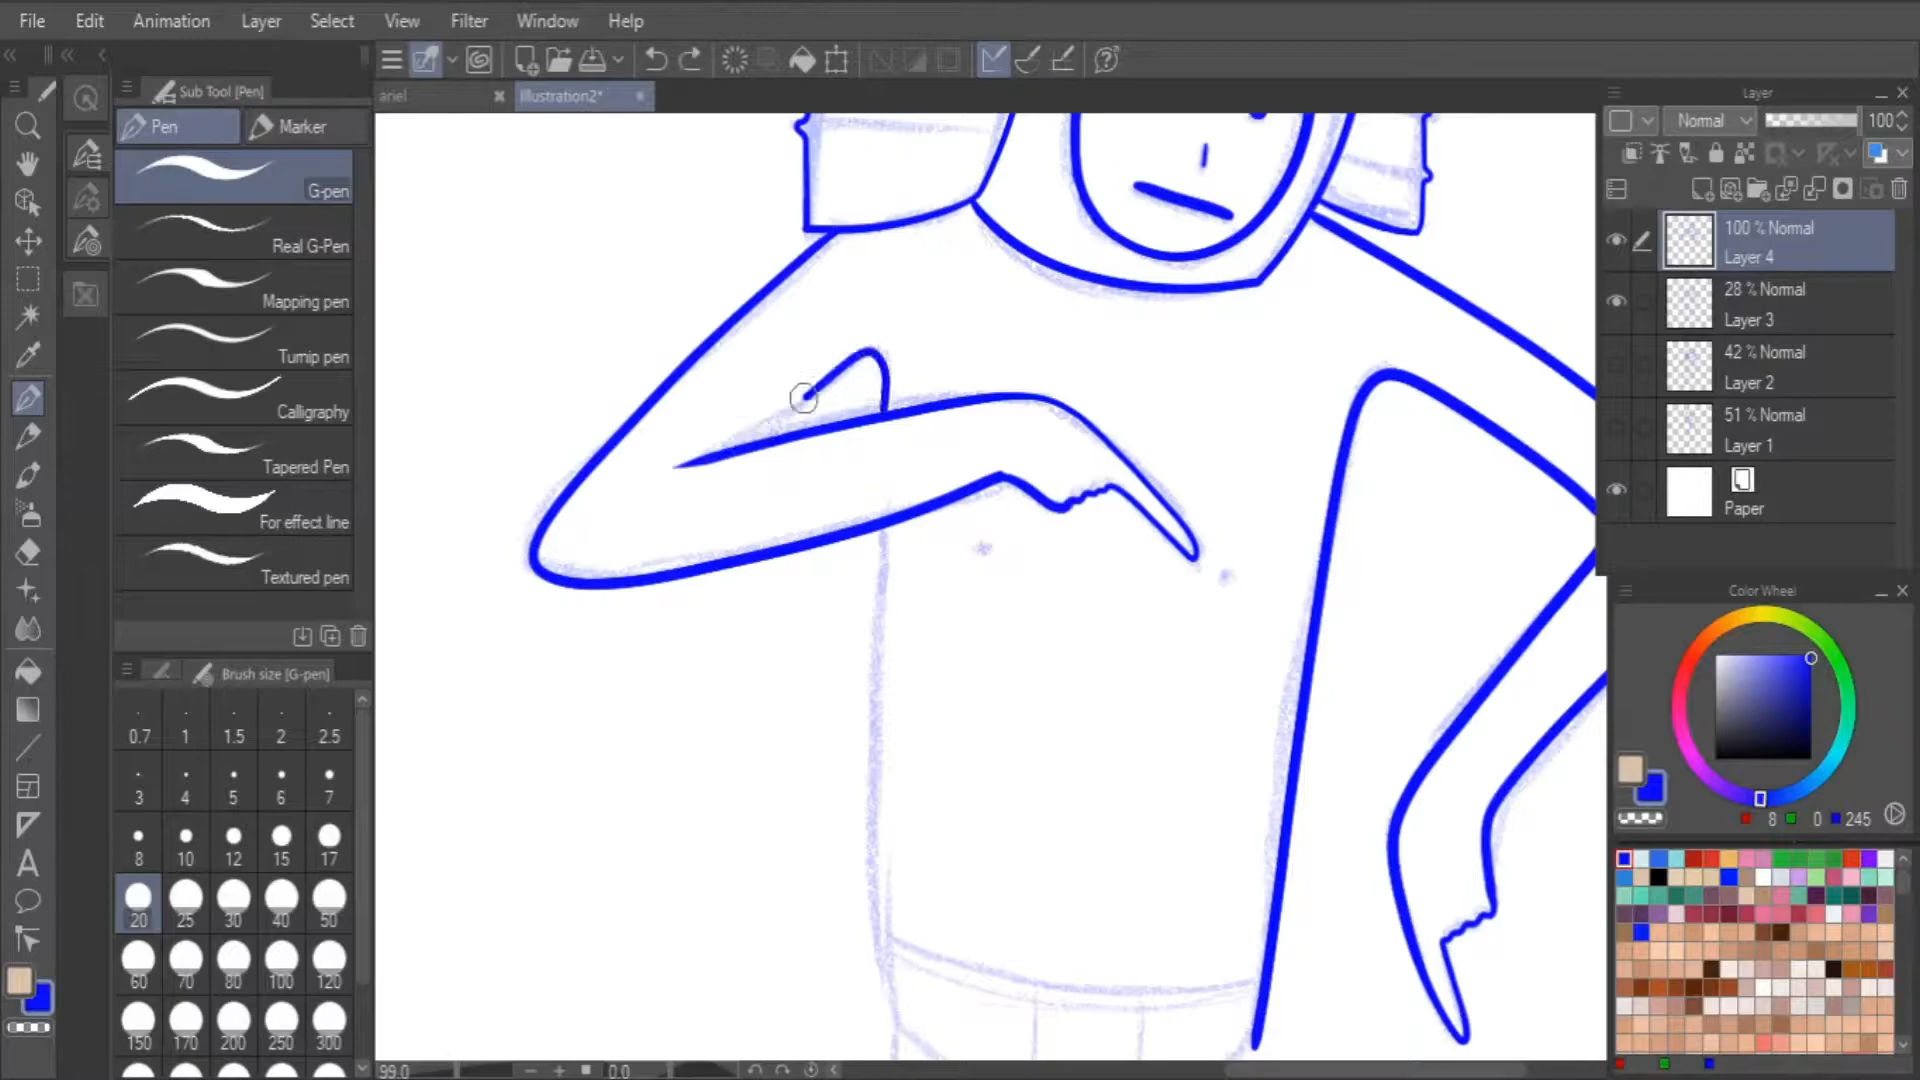 File Edit Animation Layer Select View Filter Window Help
Sub Tool [Pen]
ariel
Illustration2*
Layer
Pen
Marker
Normal
100
G-pen
Real G-Pen
Mapping pen
Turnip pen
Calligraphy
Tapered Pen
For effect line
Textured pen
100 % Normal
Layer 4
28 % Normal
Layer 3
42 % Normal
Layer 2
51 % Normal
Layer 1
Paper
Color Wheel
8 0 245
Brush size [G-pen]
0.7 1 1.5 2 2.5
3 4 5 6 7
8 10 12 15 17
20 25 30 40 50
60 70 80 100 120
150 170 200 250 300
99.0
0.0